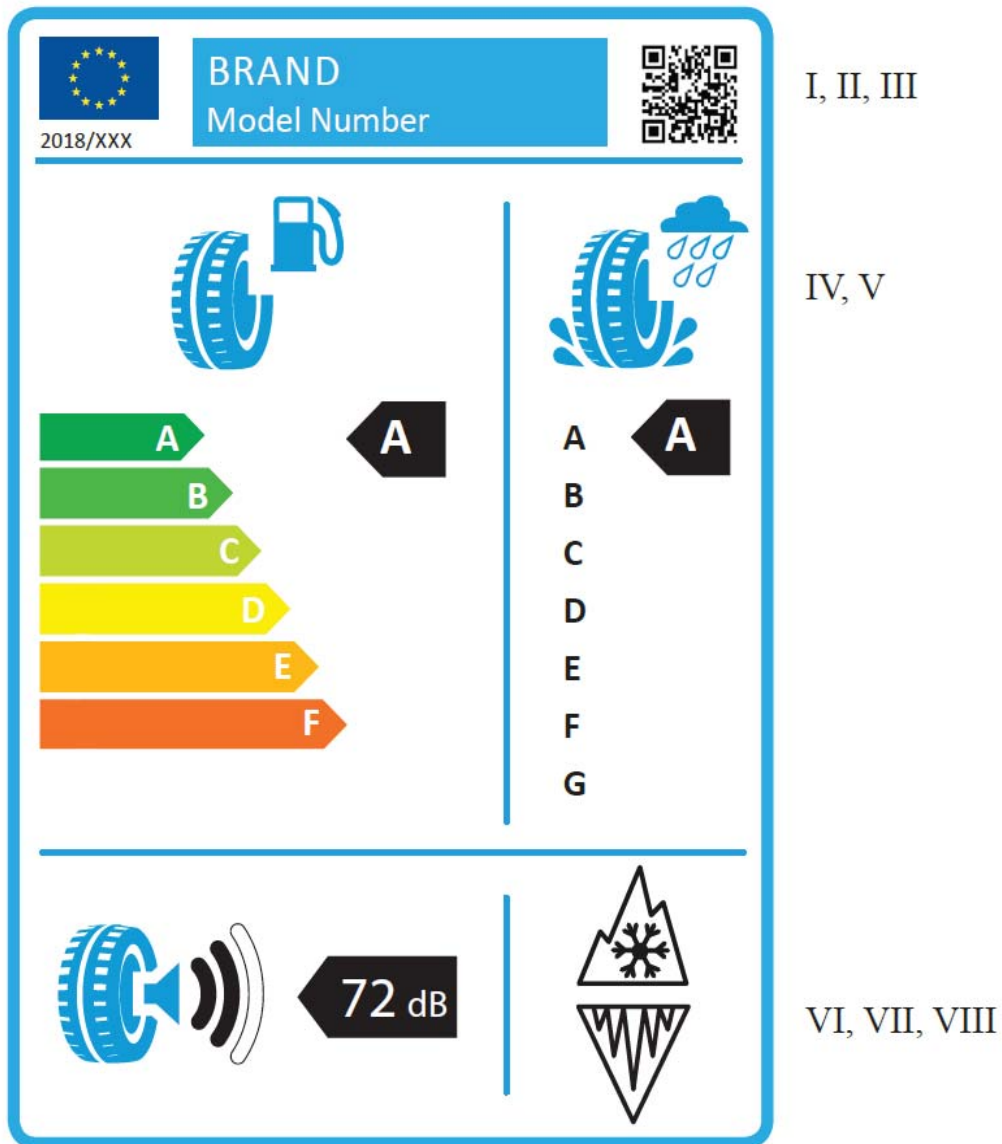 BRAND
Model Number
2018/XXX
I, II, III
IV, V
A
B
C
D
E
F
A
A
B
C
D
E
F
G
A
72 dB
VI, VII, VIII